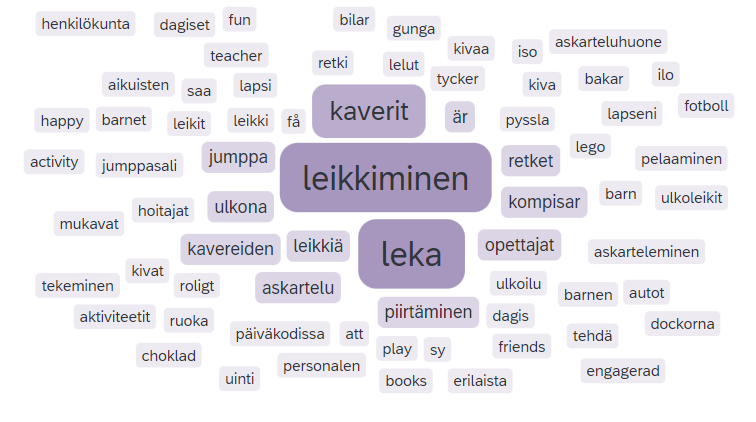 henkilökunta dagiset fun bilar gunga
teacher retki lelut kivaa iso askarteluhuone
aikuisten saa lapsi tycker kiva bakar ilo
happy barnet leikit leikki få kaverit är pyssla lapseni fotboll
activity jumppasali jumppa leikkiminen retket lego pelaaminen
mukavat hoitajat ulkona kompisar barn ulkoleikit
kavereiden leikkiä leka opettajat askarteleminen
tekeminen kivat roligt askartelu ulkoilu barnen autot
aktiviteetit ruoka piirtäminen dagis dockorna
päiväkodissa att tehdä
choklad personalen play sy friends
uinti books erilaista engagerad